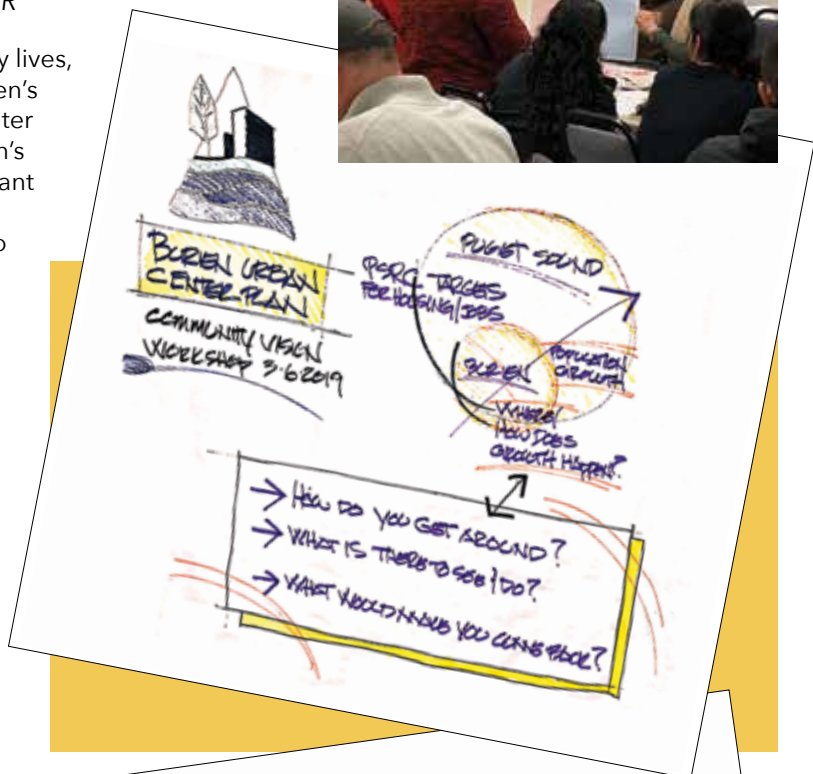 R
y lives,
en's
ter
n's
ant
o
BURIEN URBAN
CENTER PLAN
COMMUNITY VISION
WORKSHOP 3·6·2019
PUGET SOUND
PSRC TARGETS
FOR HOUSING/JOBS
POPULATION
GROWTH
BURIEN
WHERE/
HOW DOES
GROWTH HAPPEN?
→ HOW DO YOU GET AROUND?
→ WHAT IS THERE TO SEE/DO?
→ WHAT WOULD MAKE YOU COME BACK?